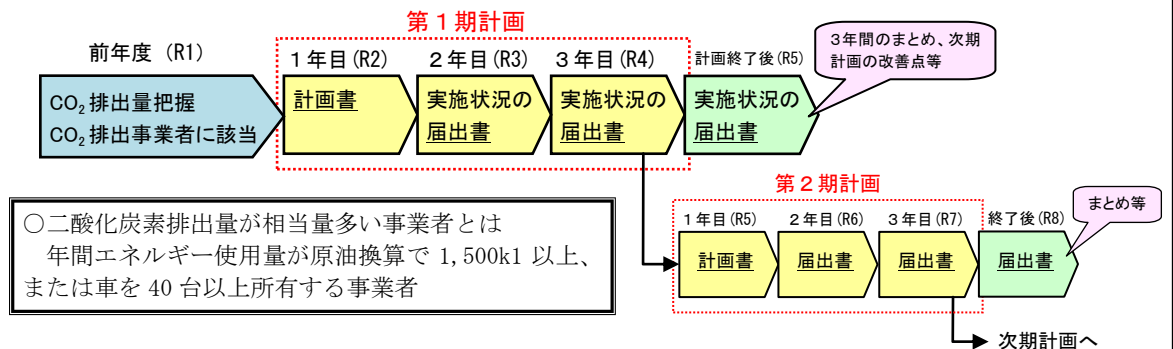 第1期計画
前年度 (R1)
CO₂排出量把握
CO₂排出事業者に該当
1年目(R2)
計画書
2年目(R3)
実施状況の
届出書
3年目(R4)
実施状況の
届出書
計画終了後(R5)
実施状況の
届出書
3年間のまとめ、次期
計画の改善点等
第2期計画
1年目(R5)
計画書
2年目(R6)
届出書
3年目(R7)
届出書
終了後(R8)
届出書
まとめ等
次期計画へ
○二酸化炭素排出量が相当量多い事業者とは
年間エネルギー使用量が原油換算で 1,500kl 以上、
または車を 40 台以上所有する事業者